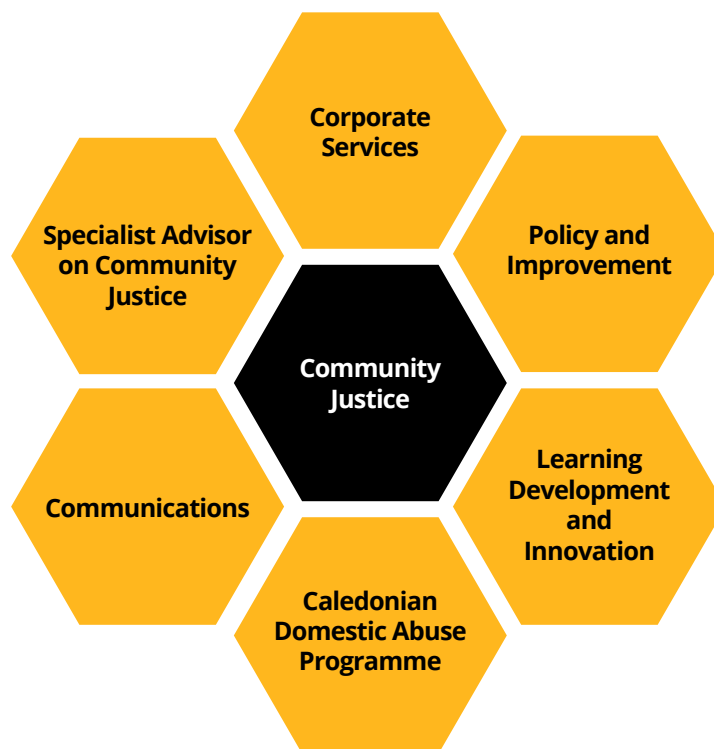 Corporate
Services
Specialist Advisor
on Community
Justice
Policy and
Improvement
Community
Justice
Communications
Learning
Development
and
Innovation
Caledonian
Domestic Abuse
Programme